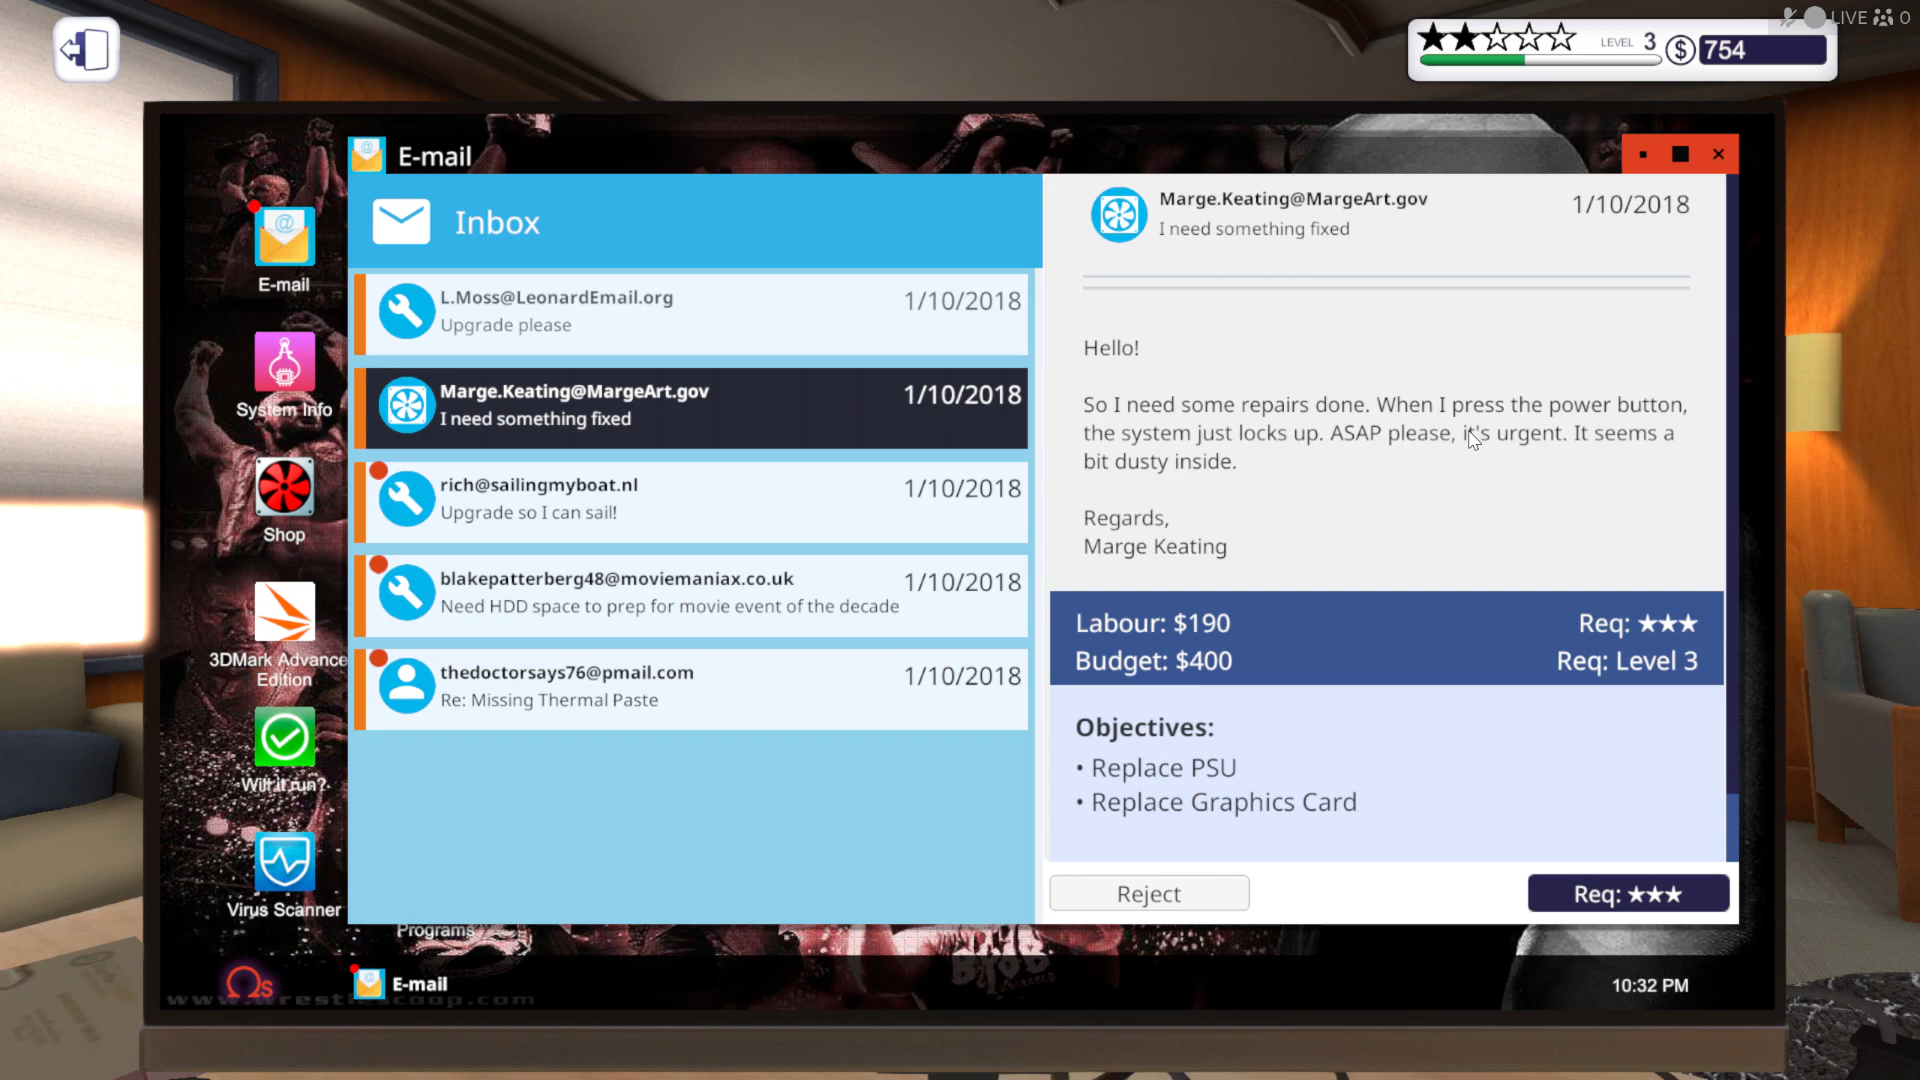 LIVE 0
LEVEL 3 $ 754
E-mail
Inbox
L.Moss@LeonardEmail.org 1/10/2018
Upgrade please
Marge.Keating@MargeArt.gov 1/10/2018
I need something fixed
rich@sailingmyboat.nl 1/10/2018
Upgrade so I can sail!
blakepatterberg48@moviemaniax.co.uk 1/10/2018
Need HDD space to prep for movie event of the decade
thedoctorsays76@pmail.com 1/10/2018
Re: Missing Thermal Paste
Marge.Keating@MargeArt.gov 1/10/2018
I need something fixed
Hello!
So I need some repairs done. When I press the power button,
the system just locks up. ASAP please, it's urgent. It seems a
bit dusty inside.
Regards,
Marge Keating
Labour: $190 Req: ★★★
Budget: $400 Req: Level 3
Objectives:
• Replace PSU
• Replace Graphics Card
Reject
Req: ★★★
E-mail
System Info
Shop
3DMark Advance
Edition
Will it run?
Virus Scanner
Programs
Ωs
E-mail
10:32 PM